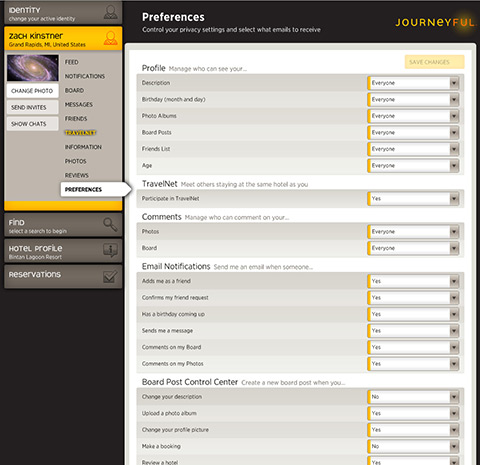 IDENTITY
change your active identity
ZACH KINSTNER
Grand Rapids, MI, United States
CHANGE PHOTO
SEND INVITES
SHOW CHATS
FEED
NOTIFICATIONS
BOARD
MESSAGES
FRIENDS
TRAVELNET
INFORMATION
PHOTOS
REVIEWS
PREFERENCES
FIND
select a search to begin
HOTEL PROFILE
Bintan Lagoon Resort
RESERVATIONS
Preferences
Control your privacy settings and select what emails to receive
JOURNEYFUL
SAVE CHANGES
Profile Manage who can see your...
Description Everyone
Birthday (month and day) Everyone
Photo Albums Everyone
Board Posts Everyone
Friends List Everyone
Age Everyone
TravelNet Meet others staying at the same hotel as you
Participate in TravelNet Yes
Comments Manage who can comment on your...
Photos Everyone
Board Everyone
Email Notifications Send me an email when someone...
Adds me as a friend Yes
Confirms my friend request Yes
Has a birthday coming up Yes
Sends me a message Yes
Comments on my Board Yes
Comments on my Photos Yes
Board Post Control Center Create a new board post when you...
Change your description No
Upload a photo album Yes
Change your profile picture Yes
Make a booking No
Review a hotel Yes